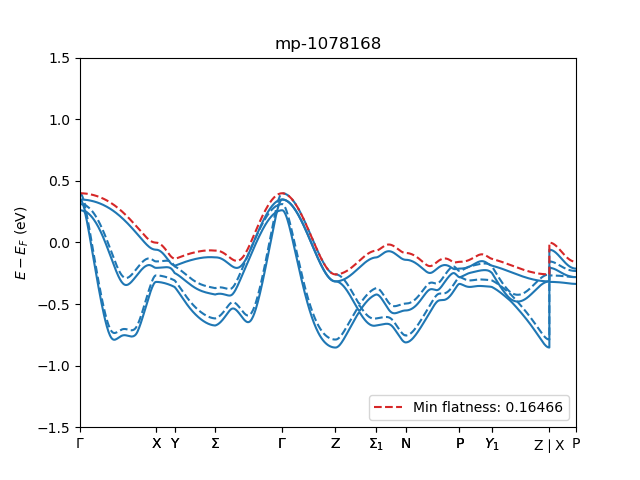 mp-1078168
1.5
1.0
0.5
0.0
−0.5
−1.0
−1.5
E − E_F (eV)
Min flatness: 0.16466
Γ X Y Σ Γ Z Σ₁ N P Y₁ Z | X P